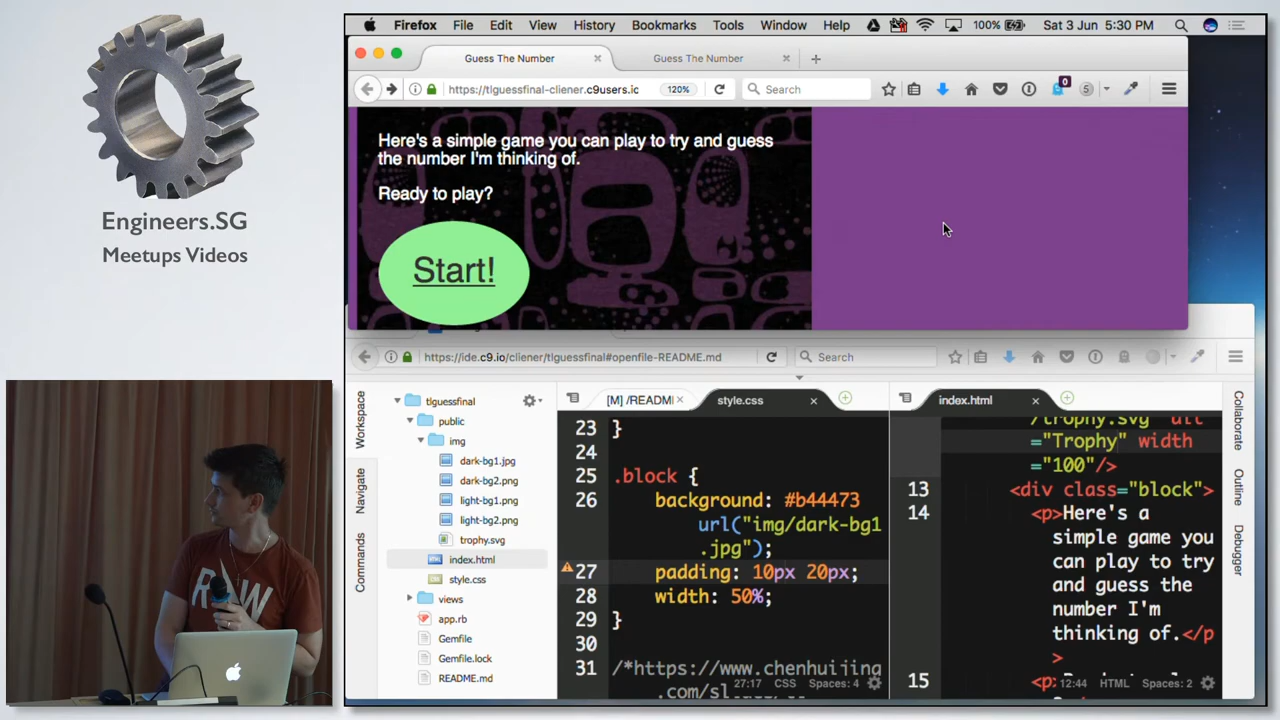 Engineers.SG
Meetups Videos
RAW
Firefox File Edit View History Bookmarks Tools Window Help 100% Sat 3 Jun 5:30 PM
Guess The Number
Guess The Number
https://tlguessfinal-cliener.c9users.io 120% Search 0 5
Here's a simple game you can play to try and guess
the number I'm thinking of.
Ready to play?
Start!
https://ide.c9.io/cliener/tlguessfinal#openfile-README.md Search
Workspace
Navigate
Commands
tlguessfinal
public
img
dark-bg1.jpg
dark-bg2.png
light-bg1.png
light-bg2.png
trophy.svg
index.html
style.css
views
app.rb
Gemfile
Gemfile.lock
README.md
[M] /READMI
style.css
23 }
24
25 .block {
26 background: #b44473
url("img/dark-bg1
.jpg");
27 padding: 10px 20px;
28 width: 50%;
29 }
30
31 /*https://www.chenhuijing
27:17 CSS Spaces: 4
index.html
/trophy.svg" alt
="Trophy" width
="100"/>
13 <div class="block">
14 <p>Here's a
simple game you
can play to try
and guess the
number I'm
thinking of.</p
>
15 <p>
12:44 HTML Spaces: 2
Collaborate
Outline
Debugger